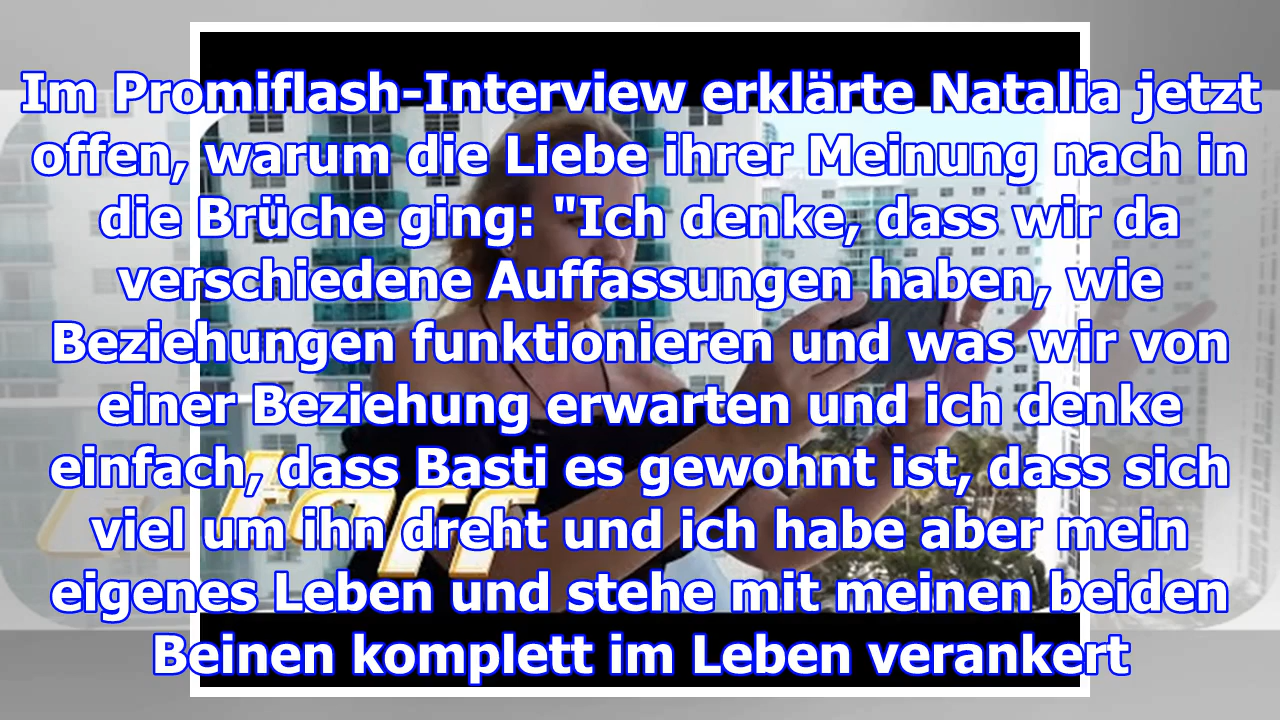 Im Promiflash-Interview erklärte Natalia jetzt
offen, warum die Liebe ihrer Meinung nach in
die Brüche ging: "Ich denke, dass wir da
verschiedene Auffassungen haben, wie
Beziehungen funktionieren und was wir von
einer Beziehung erwarten und ich denke
einfach, dass Basti es gewohnt ist, dass sich
viel um ihn dreht und ich habe aber mein
eigenes Leben und stehe mit meinen beiden
Beinen komplett im Leben verankert